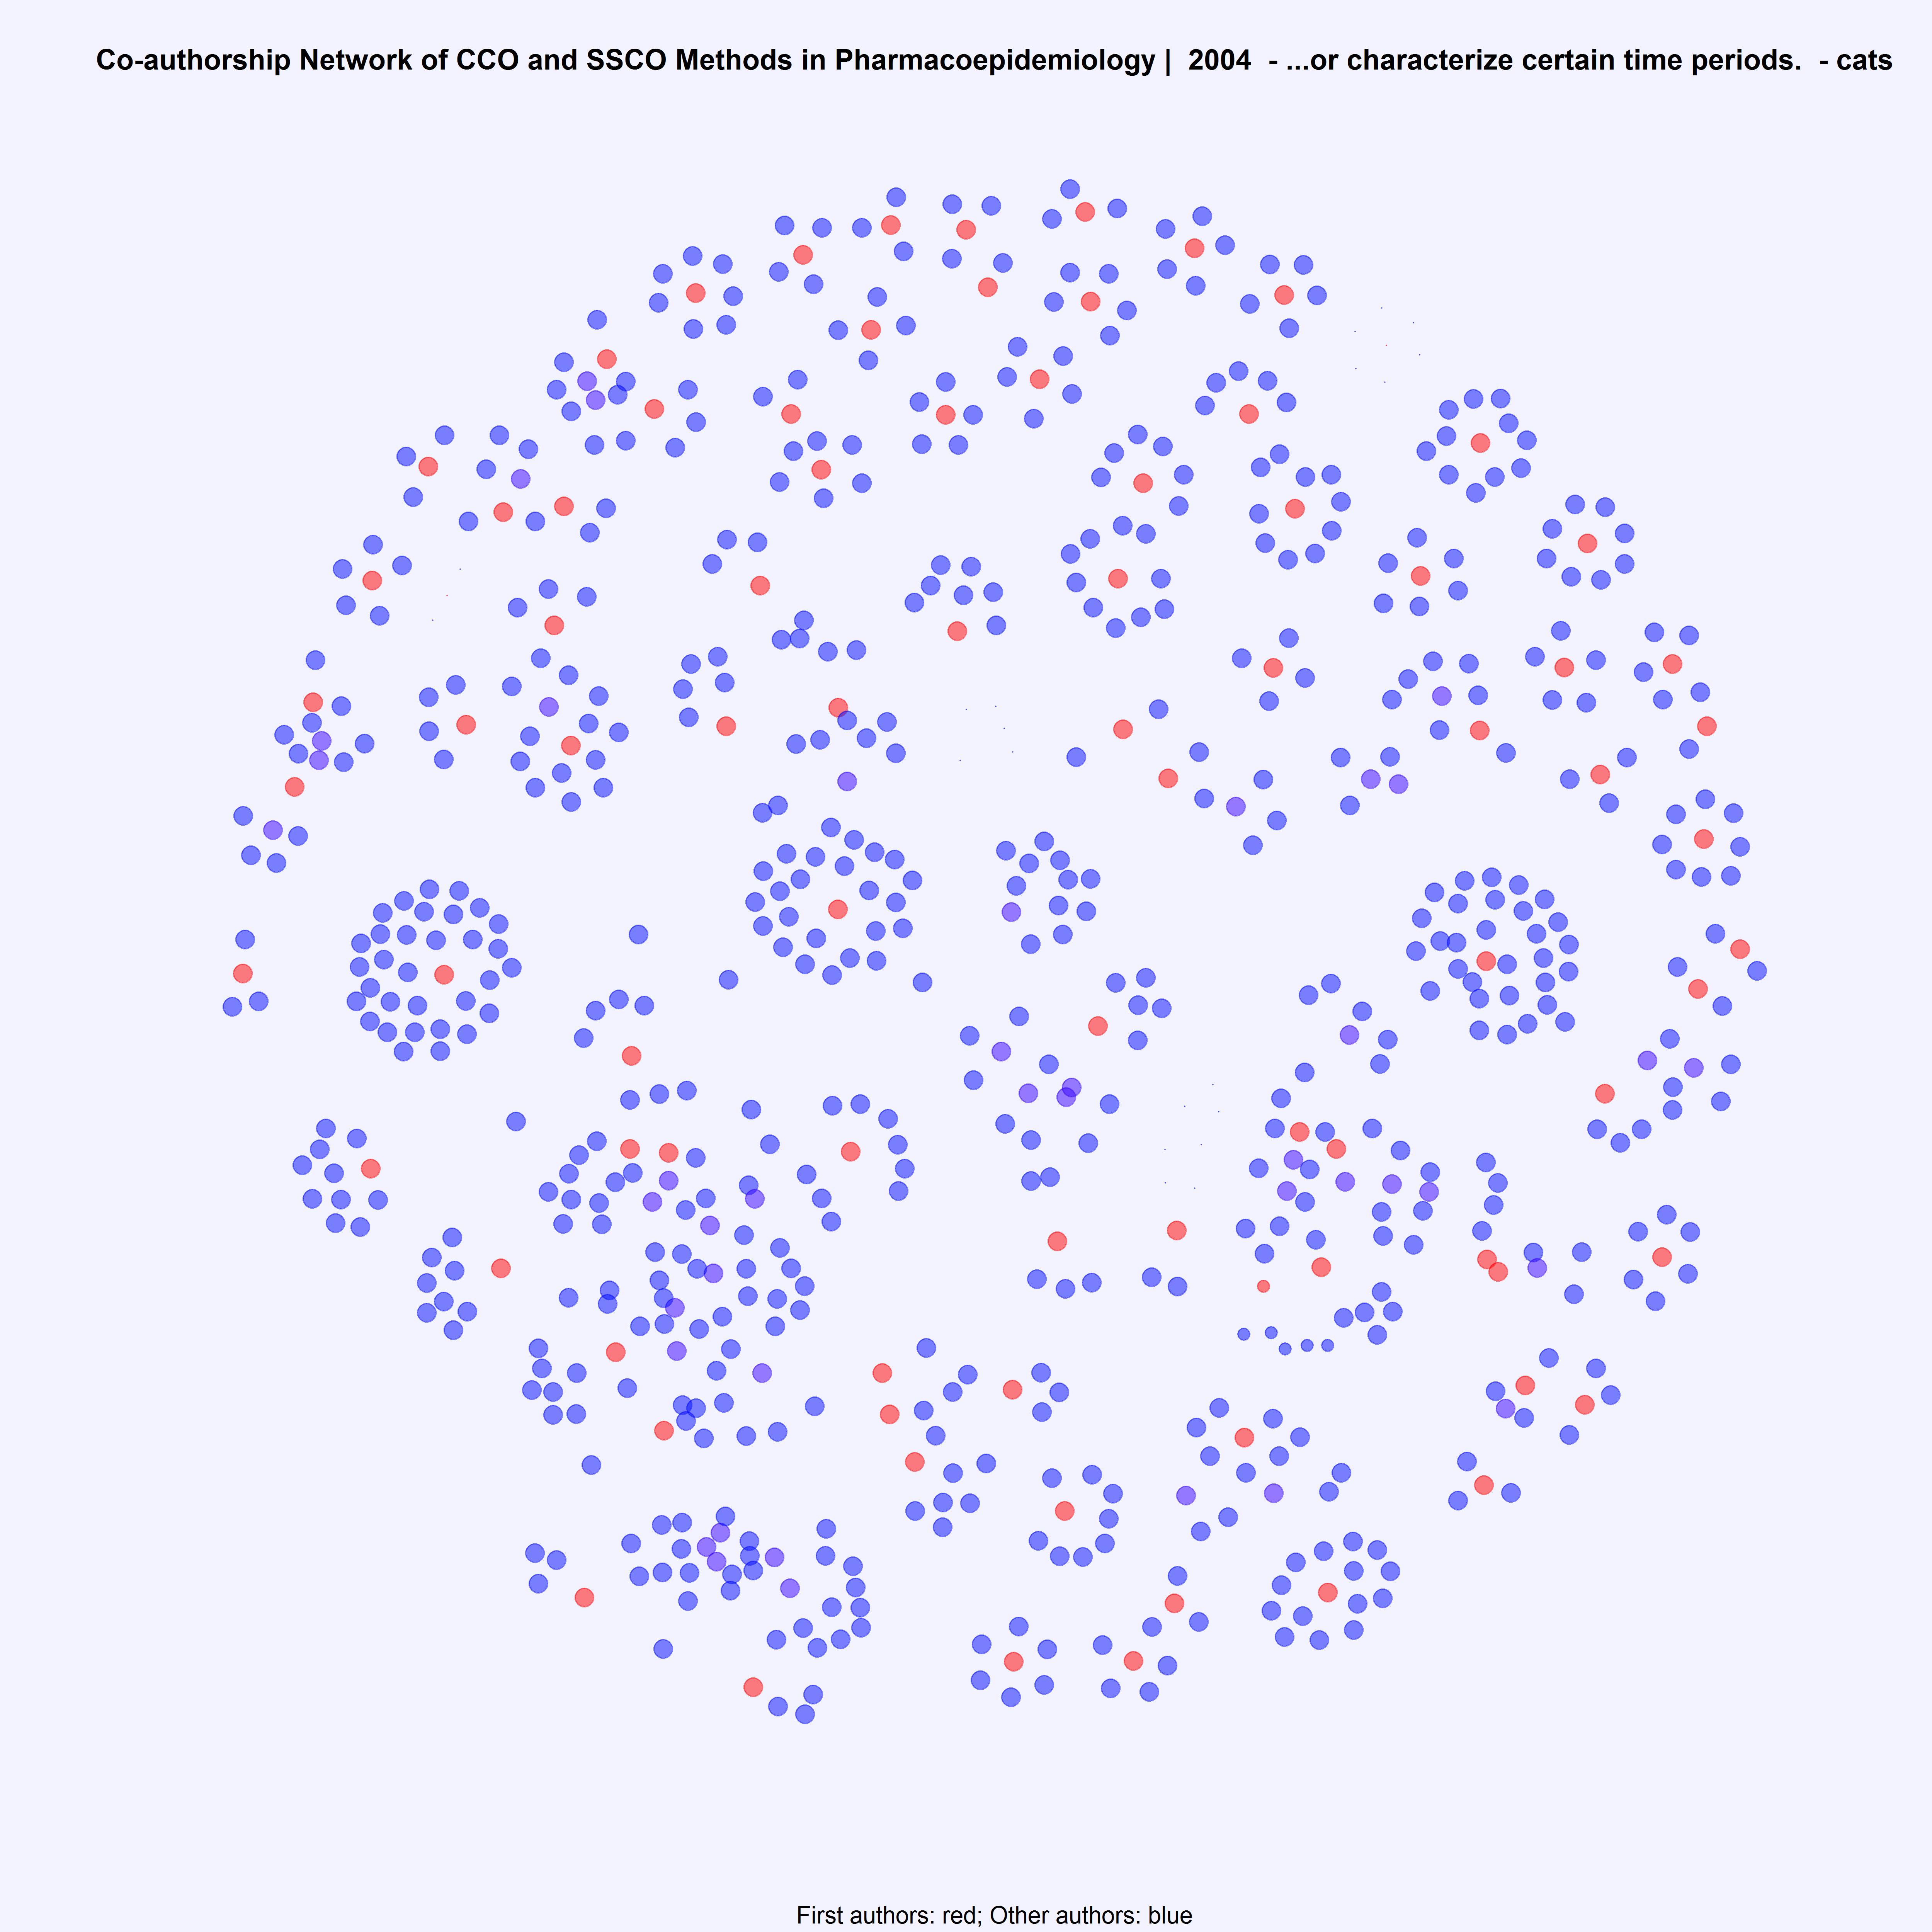 Co-authorship Network of CCO and SSCO Methods in Pharmacoepidemiology |  2004  - ...or characterize certain time periods.  - cats
First authors: red; Other authors: blue